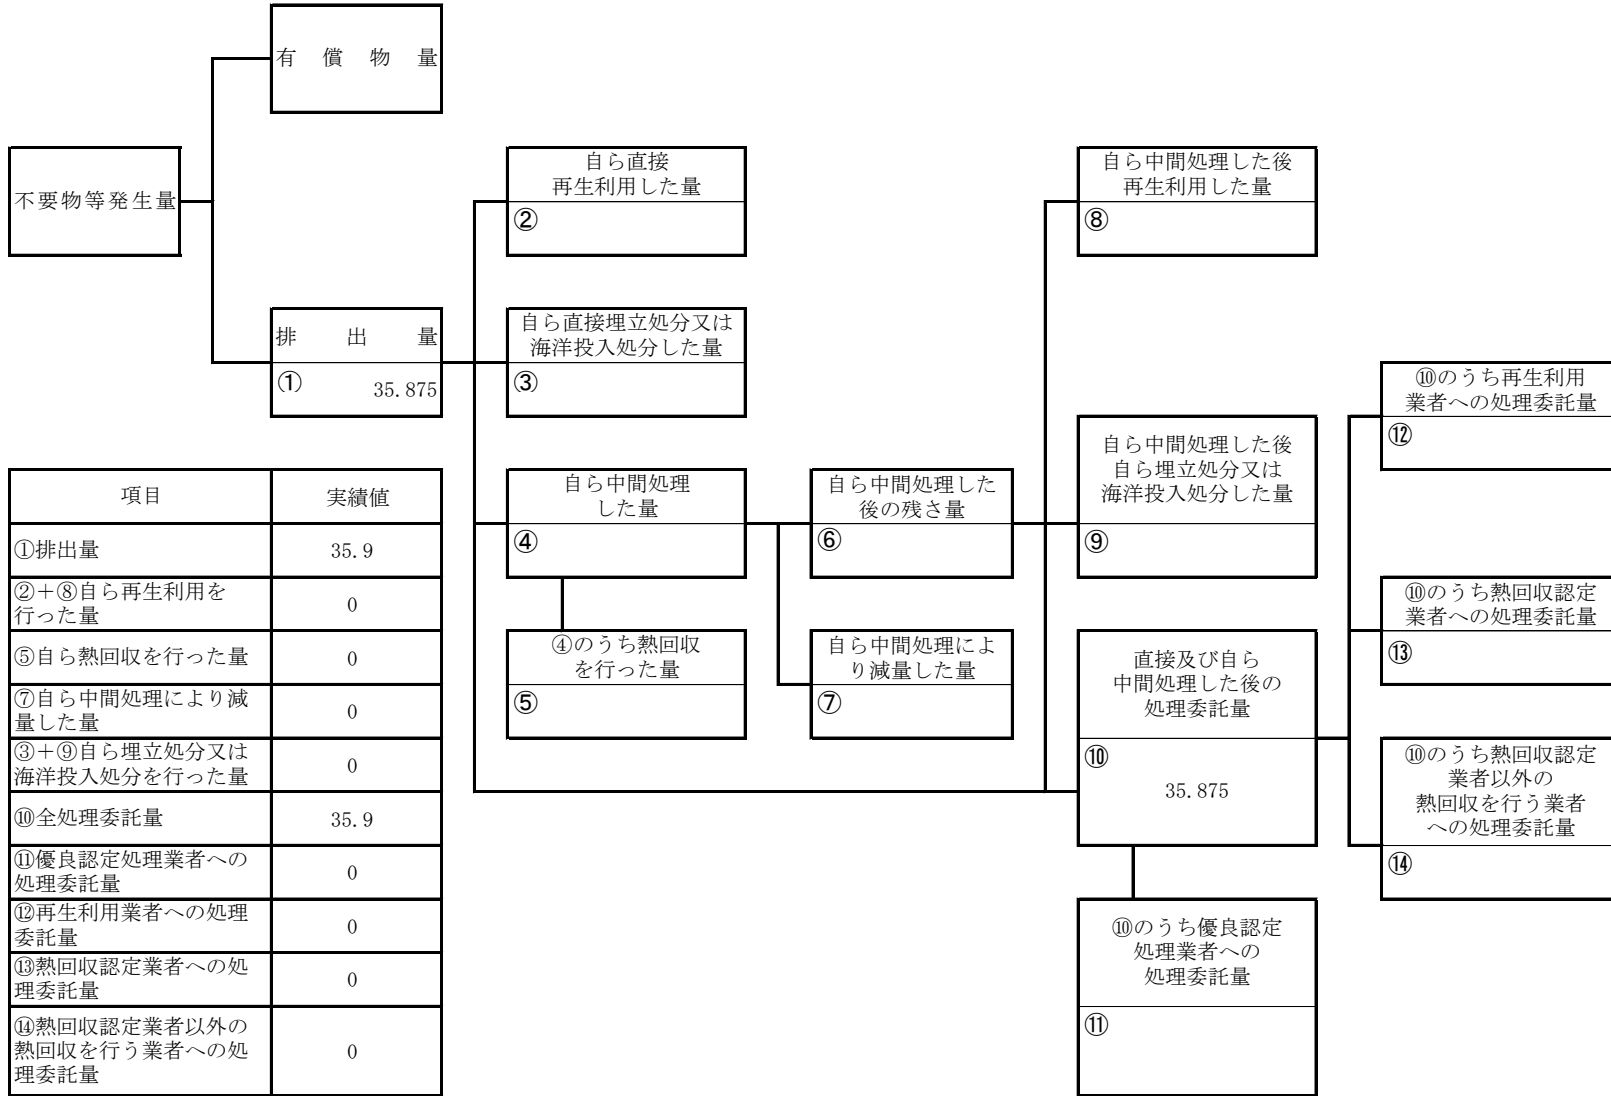 有償物量
不要物等発生量
排出量
①
35.875
自ら直接
再生利用した量
②
自ら直接埋立処分又は
海洋投入処分した量
③
自ら中間処理
した量
④
④のうち熱回収
を行った量
⑤
自ら中間処理した
後の残さ量
⑥
自ら中間処理によ
り減量した量
⑦
自ら中間処理した後
再生利用した量
⑧
自ら中間処理した後
自ら埋立処分又は
海洋投入処分した量
⑨
直接及び自ら
中間処理した後の
処理委託量
⑩
35.875
⑩のうち優良認定
処理業者への
処理委託量
⑪
⑩のうち再生利用
業者への処理委託量
⑫
⑩のうち熱回収認定
業者への処理委託量
⑬
⑩のうち熱回収認定
業者以外の
熱回収を行う業者
への処理委託量
⑭
項目 実績値
①排出量 35.9
②+⑧自ら再生利用を
行った量 0
⑤自ら熱回収を行った量 0
⑦自ら中間処理により減
量した量 0
③+⑨自ら埋立処分又は
海洋投入処分を行った量 0
⑩全処理委託量 35.9
⑪優良認定処理業者への
処理委託量 0
⑫再生利用業者への処理
委託量 0
⑬熱回収認定業者への処
理委託量 0
⑭熱回収認定業者以外の
熱回収を行う業者への処
理委託量 0